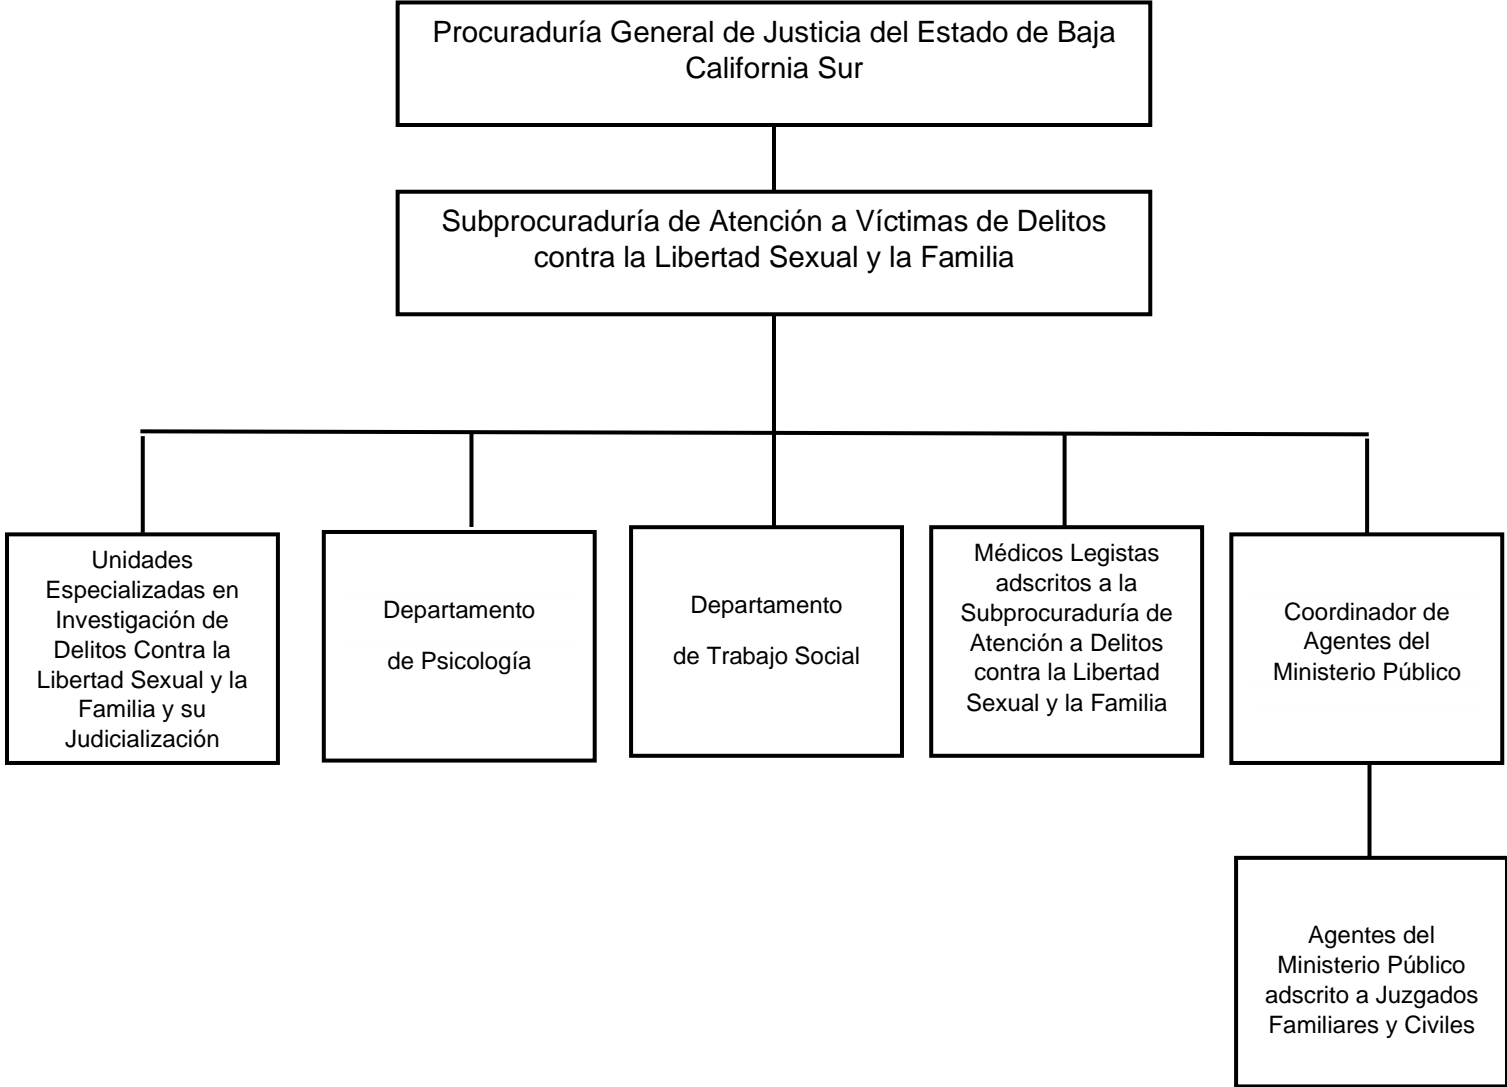 Procuraduría General de Justicia del Estado de Baja
California Sur
Subprocuraduría de Atención a Víctimas de Delitos
contra la Libertad Sexual y la Familia
Unidades
Especializadas en
Investigación de
Delitos Contra la
Libertad Sexual y la
Familia y su
Judicialización
Departamento
de Psicología
Departamento
de Trabajo Social
Médicos Legistas
adscritos a la
Subprocuraduría de
Atención a Delitos
contra la Libertad
Sexual y la Familia
Coordinador de
Agentes del
Ministerio Público
Agentes del
Ministerio Público
adscrito a Juzgados
Familiares y Civiles